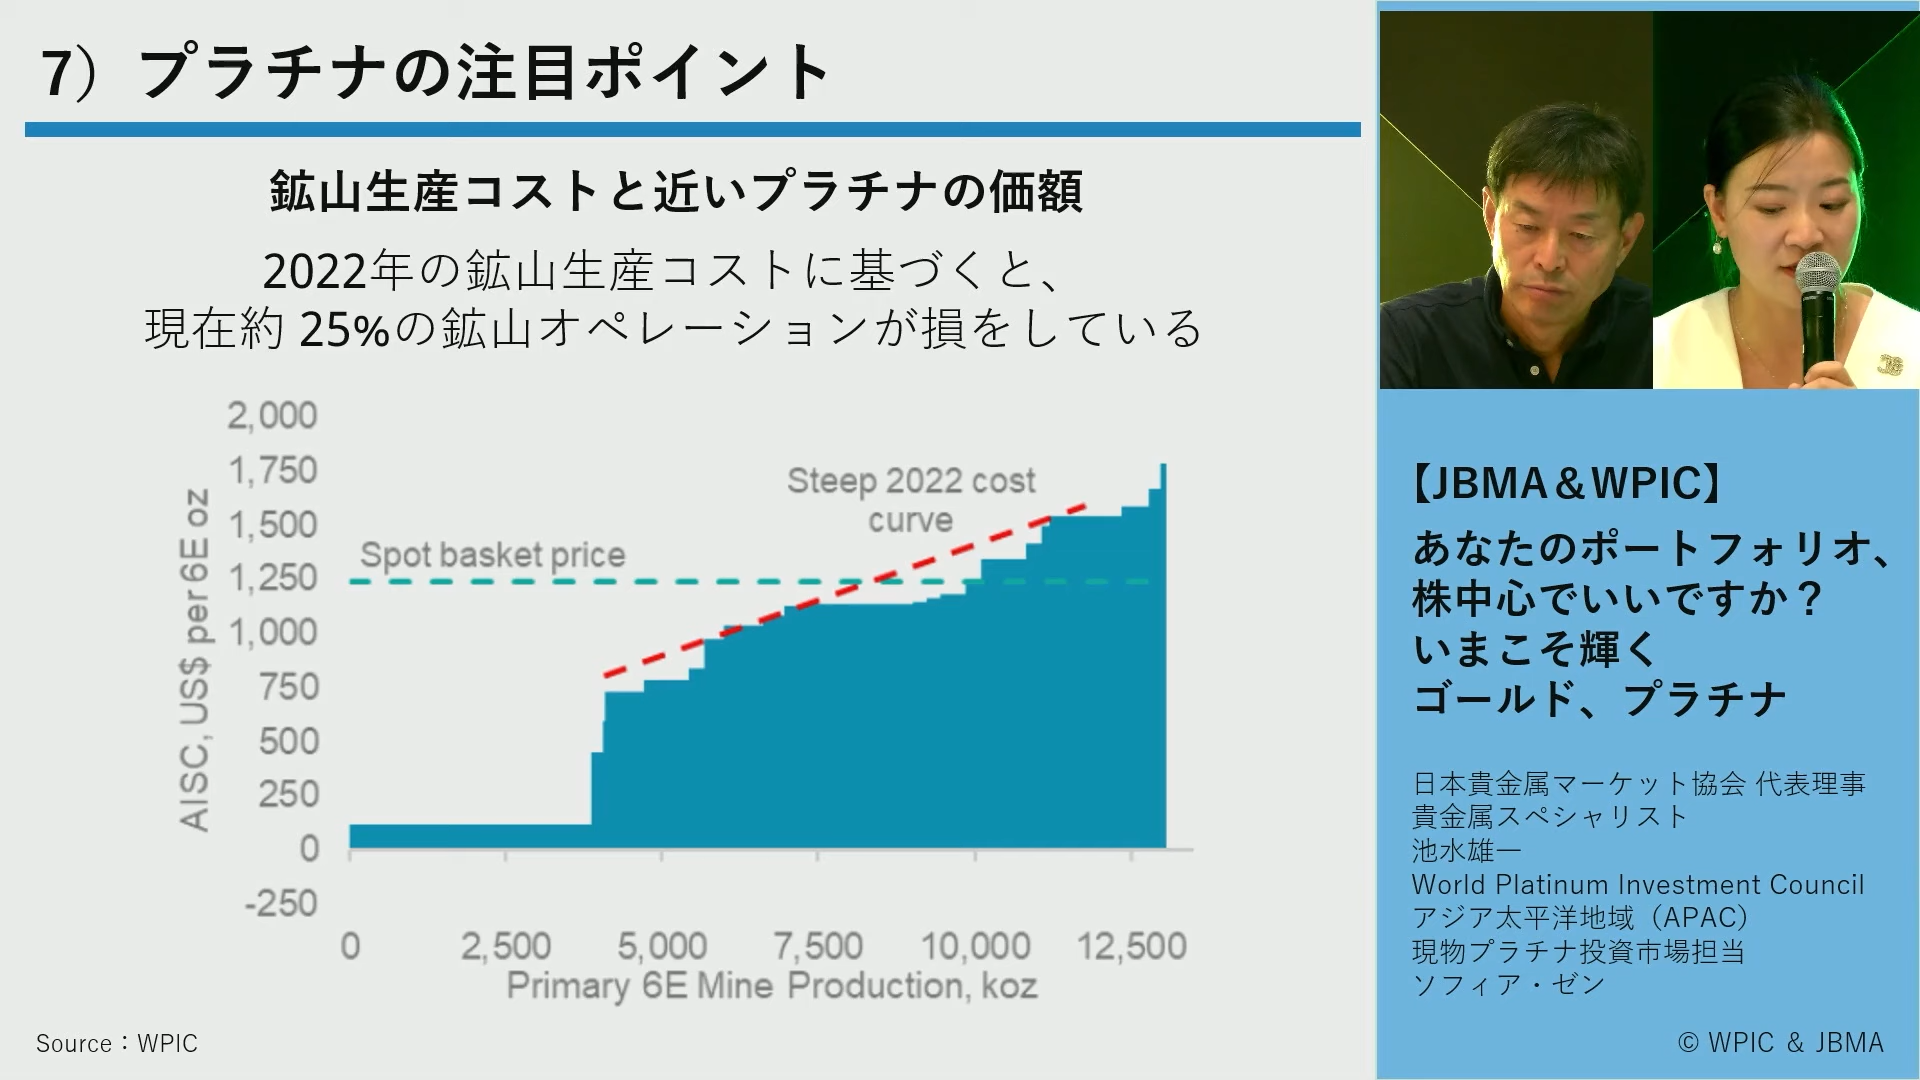 7）プラチナの注目ポイント
鉱山生産コストと近いプラチナの価額
2022年の鉱山生産コストに基づくと、
現在約 25%の鉱山オペレーションが損をしている
AISC, US$ per 6E oz
2,000
1,750
1,500
1,250
1,000
750
500
250
0
-250
Steep 2022 cost
curve
Spot basket price
0 2,500 5,000 7,500 10,000 12,500
Primary 6E Mine Production, koz
Source：WPIC
【JBMA＆WPIC】
あなたのポートフォリオ、
株中心でいいですか？
いまこそ輝く
ゴールド、プラチナ
日本貴金属マーケット協会 代表理事
貴金属スペシャリスト
池水雄一
World Platinum Investment Council
アジア太平洋地域（APAC）
現物プラチナ投資市場担当
ソフィア・ゼン
© WPIC ＆ JBMA